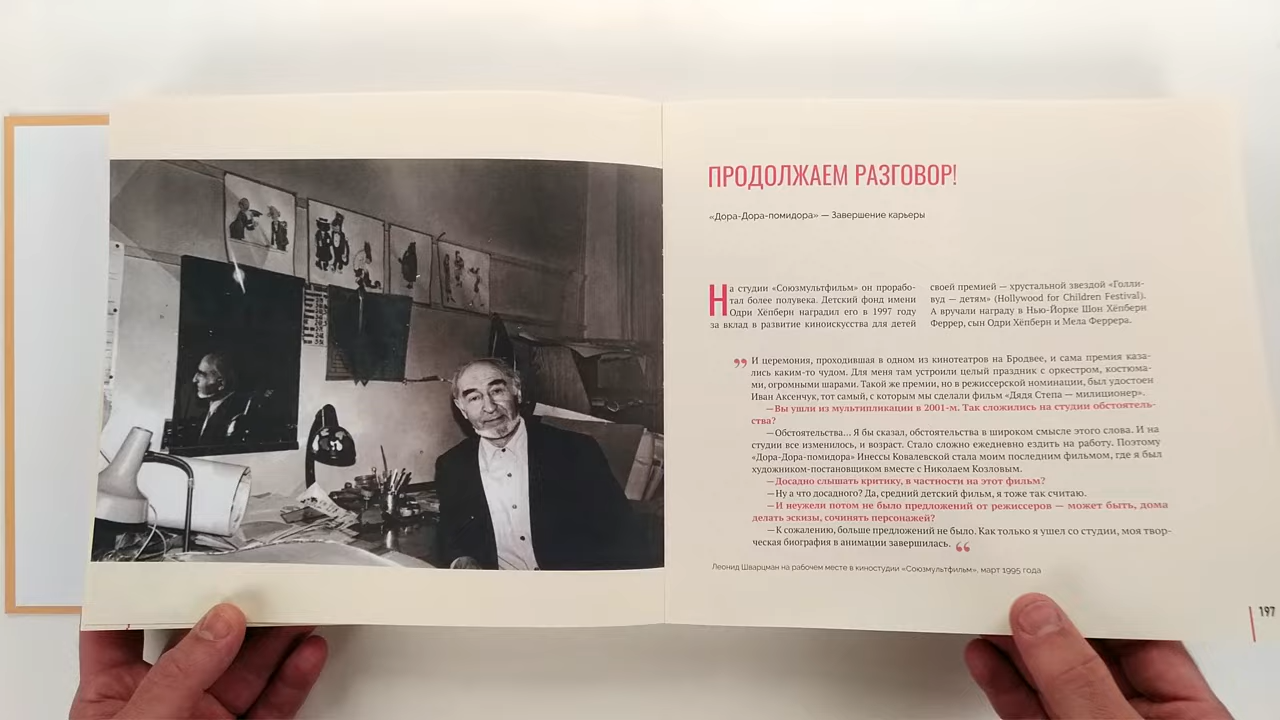 ПРОДОЛЖАЕМ РАЗГОВОР!
«Дора-Дора-помидора» — Завершение карьеры
На студии «Союзмультфильм» он прорабо-
тал более полувека. Детский фонд имени
Одри Хёпберн наградил его в 1997 году
за вклад в развитие киноискусства для детей
своей премией — хрустальной звездой «Голли-
вуд — детям» (Hollywood for Children Festival).
А вручали награду в Нью-Йорке Шон Хёпберн
Феррер, сын Одри Хёпберн и Мела Феррера.
” И церемония, проходившая в одном из кинотеатров на Бродвее, и сама премия каза-
лись каким-то чудом. Для меня там устроили целый праздник с оркестром, костюма-
ми, огромными шарами. Такой же премии, но в режиссерской номинации, был удостоен
Иван Аксенчук, тот самый, с которым мы сделали фильм «Дядя Степа — милиционер».
— Вы ушли из мультипликации в 2001-м. Так сложились на студии обстоятель-
ства?
— Обстоятельства... Я бы сказал, обстоятельства в широком смысле этого слова. И на
студии все изменилось, и возраст. Стало сложно ежедневно ездить на работу. Поэтому
«Дора-Дора-помидора» Инессы Ковалевской стала моим последним фильмом, где я был
художником-постановщиком вместе с Николаем Козловым.
— Досадно слышать критику, в частности на этот фильм?
— Ну а что досадного? Да, средний детский фильм, я тоже так считаю.
— И неужели потом не было предложений от режиссеров — может быть, дома
делать эскизы, сочинять персонажей?
— К сожалению, больше предложений не было. Как только я ушел со студии, моя твор-
ческая биография в анимации завершилась. “
Леонид Шварцман на рабочем месте в киностудии «Союзмультфильм», март 1995 года
197